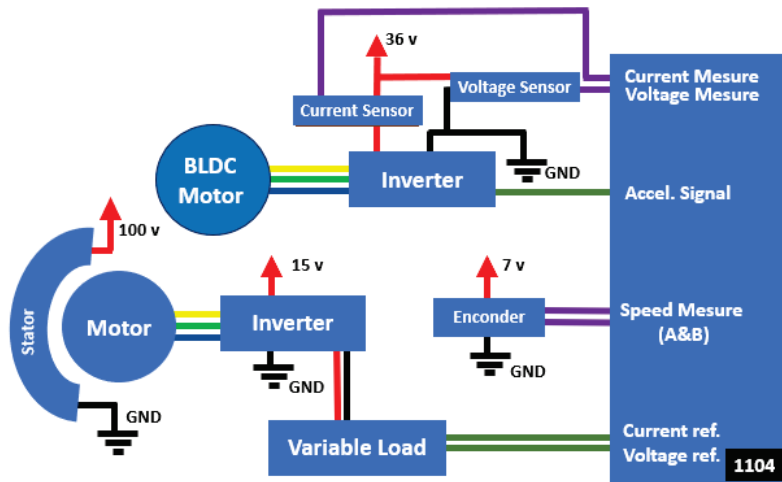 36 v
Current Mesure
Voltage Mesure
Voltage Sensor
Current Sensor
BLDC
Motor
Inverter
GND
Accel. Signal
100 v
15 v
7 v
Stator
Motor
Inverter
Enconder
Speed Mesure
(A&B)
GND
GND
GND
Variable Load
Current ref.
Voltage ref.
1104